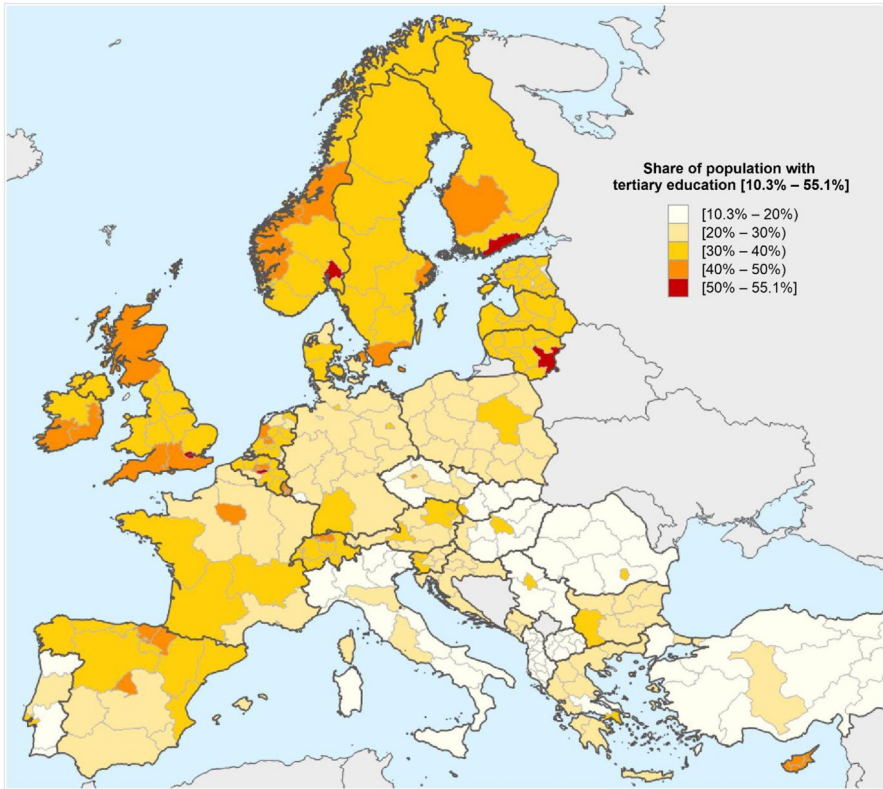 Share of population with
tertiary education [10.3% – 55.1%]
[10.3% – 20%)
[20% – 30%)
[30% – 40%)
[40% – 50%)
[50% – 55.1%]